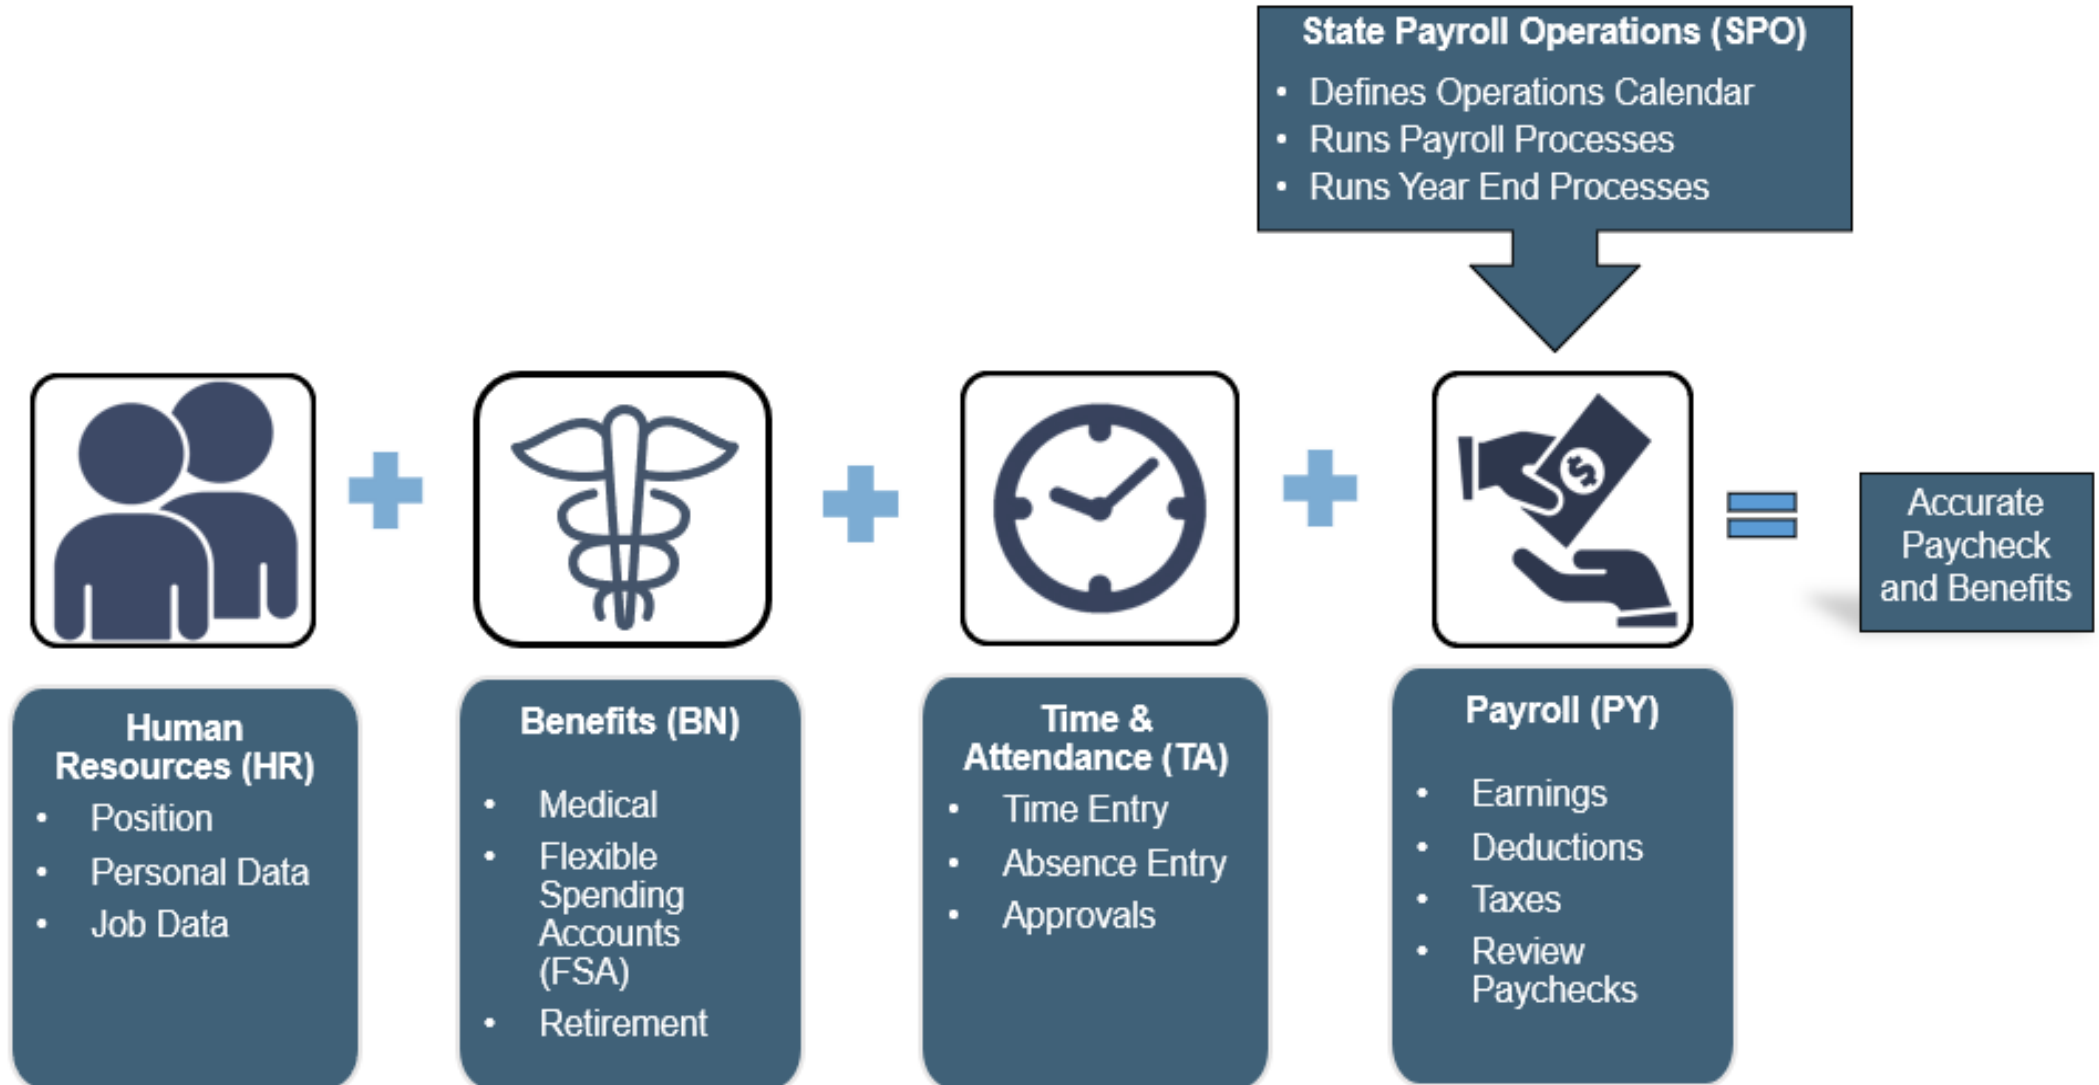 State Payroll Operations (SPO)
• Defines Operations Calendar
• Runs Payroll Processes
• Runs Year End Processes
$
Accurate
Paycheck
and Benefits
Human
Resources (HR)
• Position
• Personal Data
• Job Data
Benefits (BN)
• Medical
• Flexible
Spending
Accounts
(FSA)
• Retirement
Time &
Attendance (TA)
• Time Entry
• Absence Entry
• Approvals
Payroll (PY)
• Earnings
• Deductions
• Taxes
• Review
Paychecks